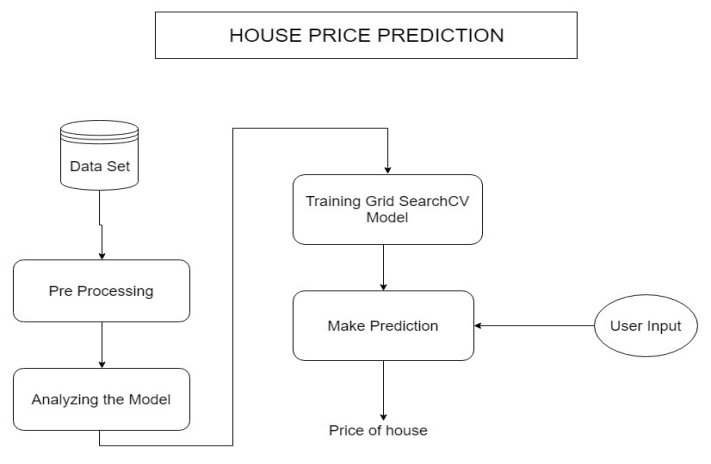 HOUSE PRICE PREDICTION
Data Set
Pre Processing
Analyzing the Model
Training Grid SearchCV
Model
Make Prediction
User Input
Price of house